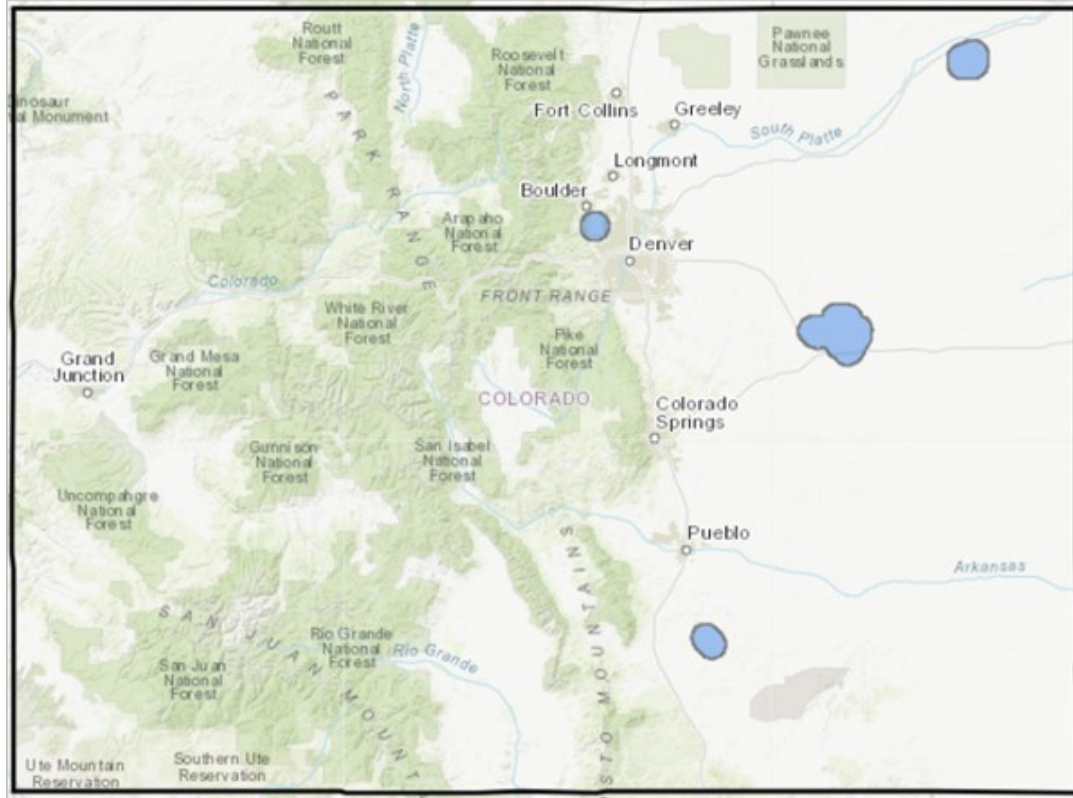 Routt
National
Forest
North Platte
Roosevelt
National
Forest
Pawnee
National
Grasslands
Dinosaur
al Monument
PARK RANGE
Fort Collins
Greeley
South Platte
Longmont
Boulder
Arapaho
National
Forest
Denver
Colorado
FRONT RANGE
White River
National
Forest
Pike
National
Forest
Grand
Junction
Grand Mesa
National
Forest
COLORADO
Colorado
Springs
Gunnison
National
Forest
San Isabel
National
Forest
Uncompahgre
National
Forest
Pueblo
Arkansas
SAN JUAN MOUNT
Rio Grande
National
Forest
Rio Grande
STO MOUNTAINS
San Juan
National
Forest
Ute Mountain
Reservation
Southern Ute
Reservation